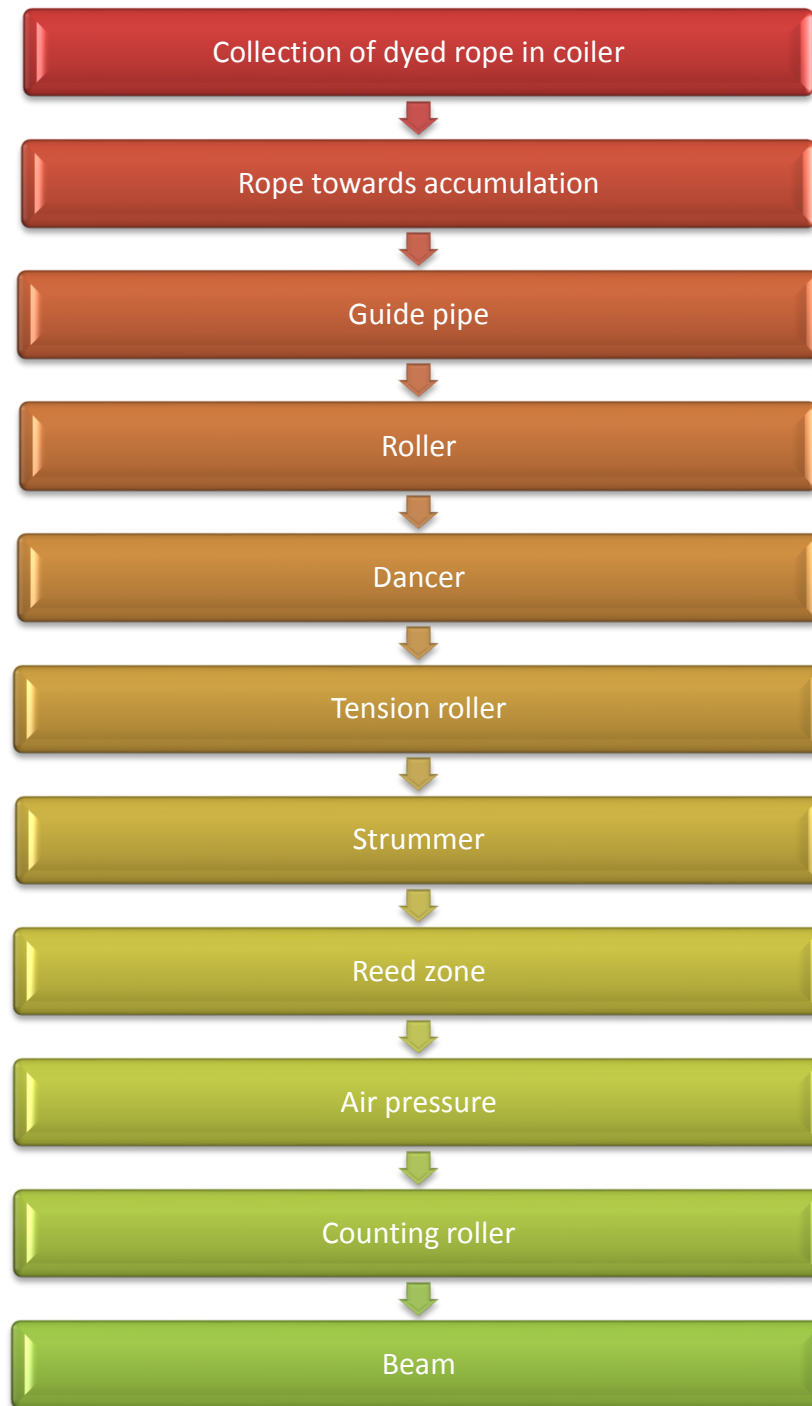 Collection of dyed rope in coiler
Rope towards accumulation
Guide pipe
Roller
Dancer
Tension roller
Strummer
Reed zone
Air pressure
Counting roller
Beam